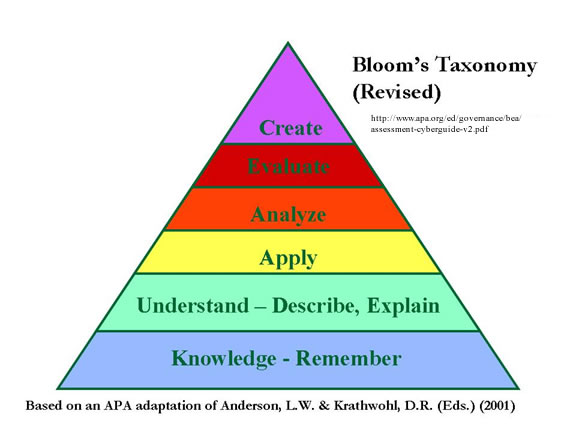 Bloom's Taxonomy
(Revised)
http://www.apa.org/ed/governance/bea/
assessment-cyberguide-v2.pdf
Create
Evaluate
Analyze
Apply
Understand – Describe, Explain
Knowledge - Remember
Based on an APA adaptation of Anderson, L.W. & Krathwohl, D.R. (Eds.) (2001)